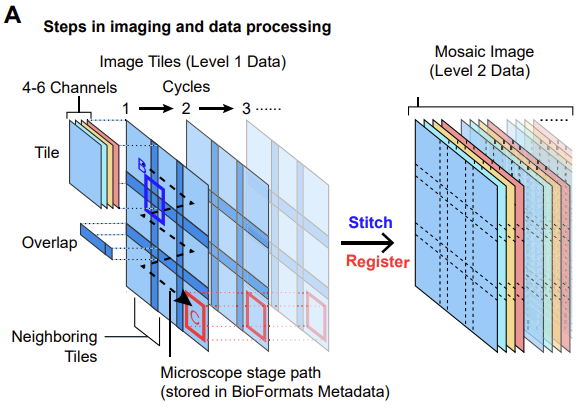 A
Steps in imaging and data processing
Image Tiles (Level 1 Data)
Mosaic Image
(Level 2 Data)
4-6 Channels
Cycles
1 2 3 ......
......
Tile
B
Overlap
Stitch
Register
C
Neighboring
Tiles
Microscope stage path
(stored in BioFormats Metadata)